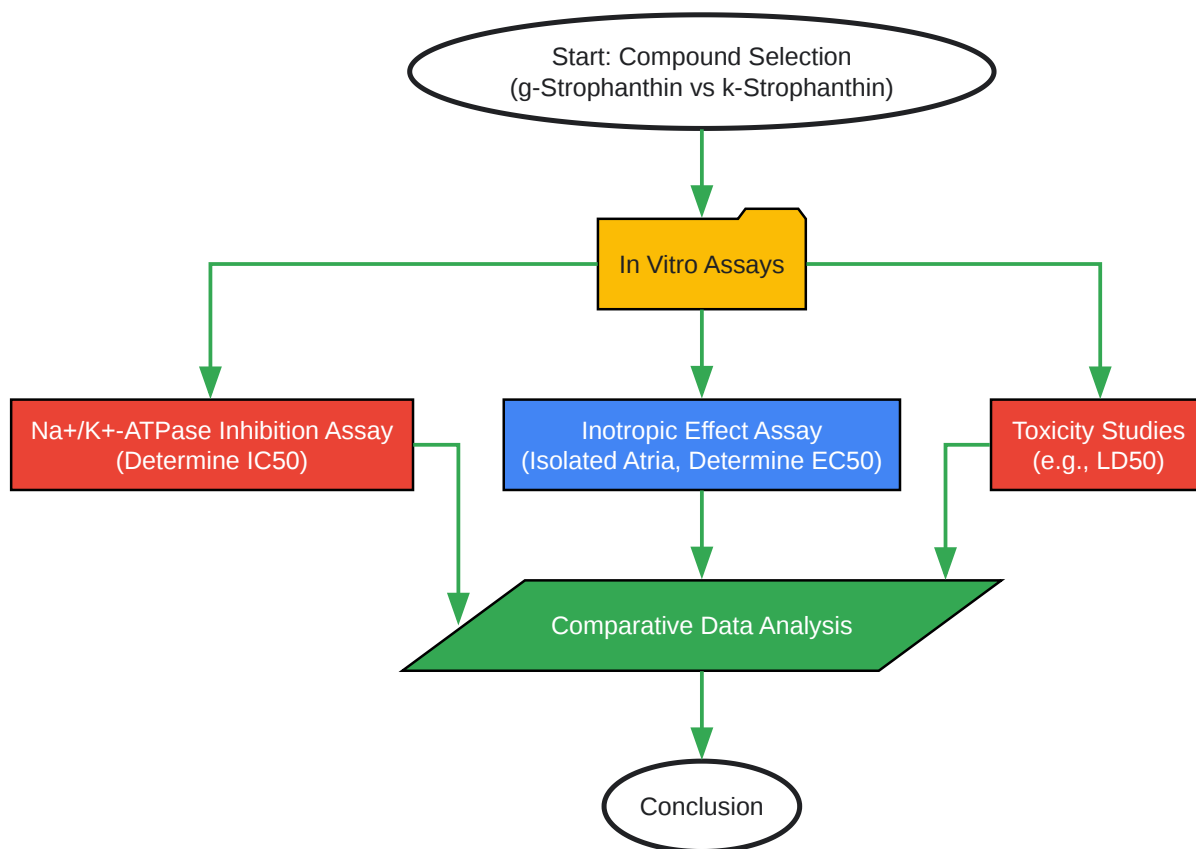 Start: Compound Selection
(g-Strophanthin vs k-Strophanthin)
In Vitro Assays
Na+/K+-ATPase Inhibition Assay
(Determine IC50)
Inotropic Effect Assay
(Isolated Atria, Determine EC50)
Toxicity Studies
(e.g., LD50)
Comparative Data Analysis
Conclusion